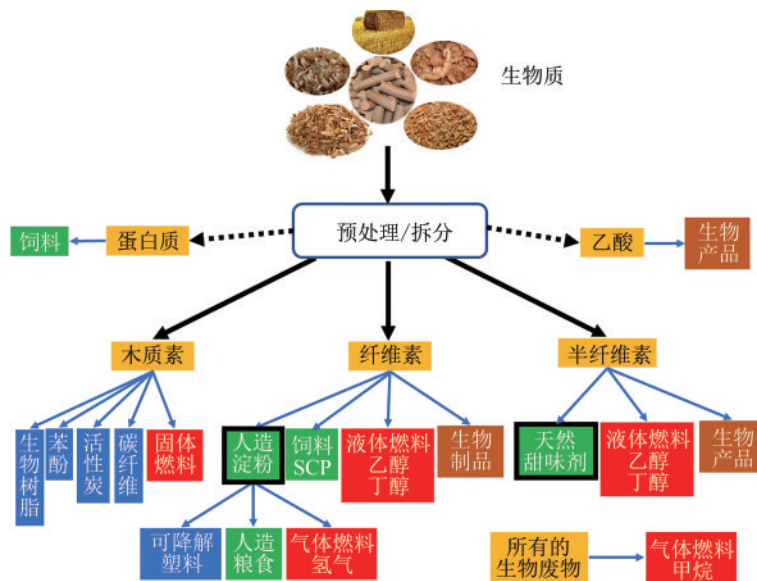 生物质
预处理/拆分
饲料
蛋白质
乙酸
生物
产品
木质素
纤维素
半纤维素
生物树脂
苯酚
活性炭
碳纤维
固体
燃料
人造
淀粉
饲料
SCP
液体燃料
乙醇
丁醇
生物
制品
天然
甜味剂
液体燃料
乙醇
丁醇
生物
产品
可降解
塑料
人造
粮食
气体燃料
氢气
所有的
生物废物
气体燃料
甲烷